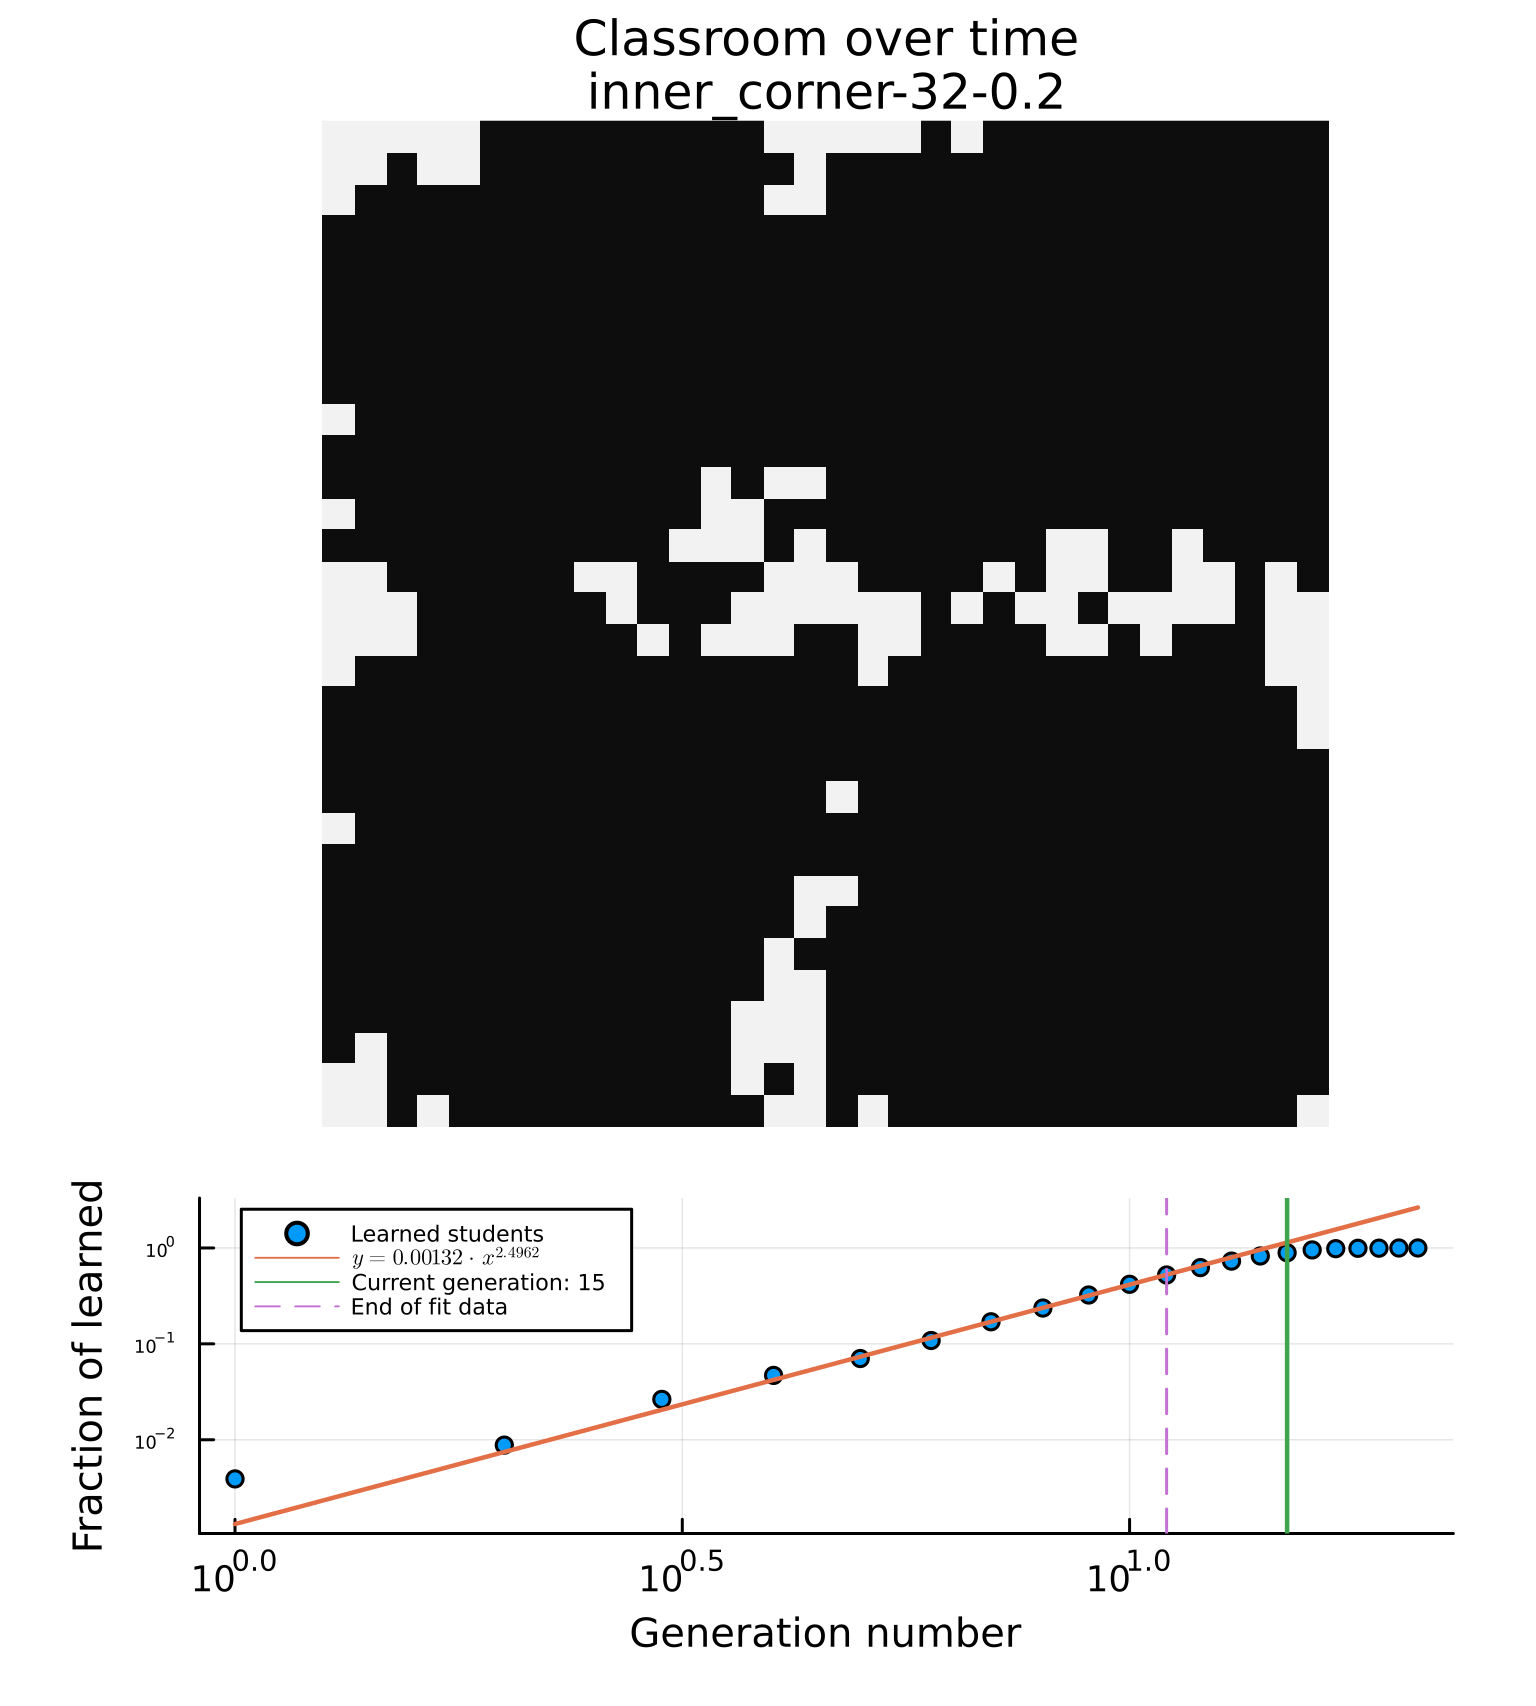 Classroom over time
inner_corner-32-0.2
Learned students
y = 0.00132 · x^2.4962
Current generation: 15
End of fit data
Fraction of learned
10^0
10^−1
10^−2
10^0.0 10^0.5 10^1.0
Generation number